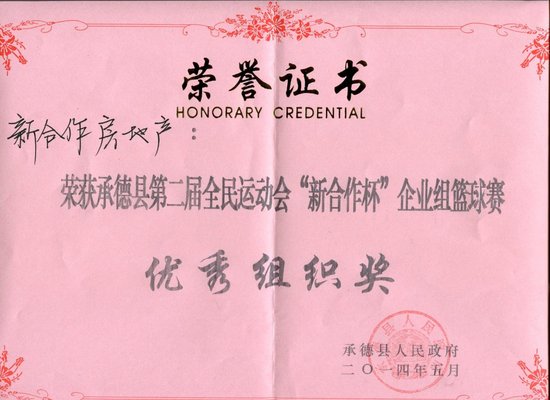 荣誉证书
HONORARY CREDENTIAL
新合作房地产：
荣获承德县第二届全民运动会“新合作杯”企业组篮球赛
优秀组织奖
承德县人民政府
二〇一四年五月